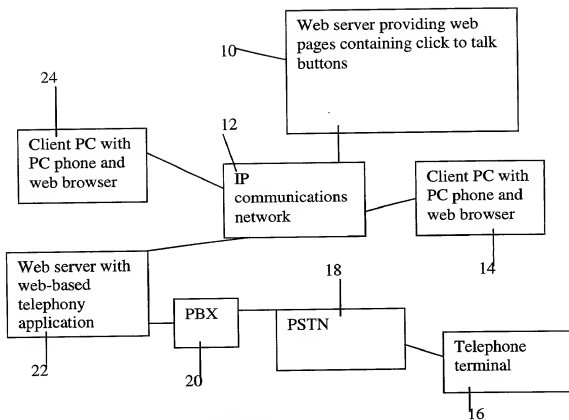 Web server providing web
pages containing click to talk
buttons
10
24
12
Client PC with
PC phone and
web browser
IP
communications
network
Client PC with
PC phone and
web browser
14
Web server with
web-based
telephony
application
22
18
PBX
20
PSTN
Telephone
terminal
16